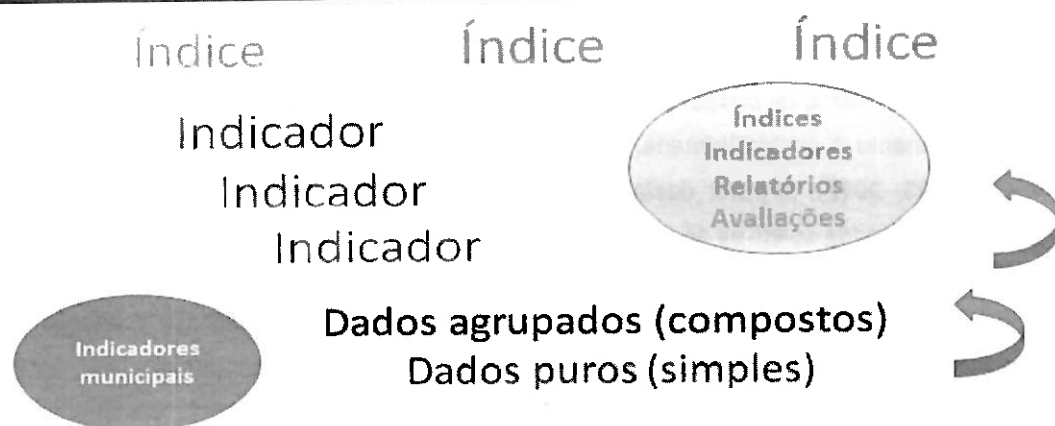 Índice Índice Índice
Indicador
Indicador
Indicador
Índices
Indicadores
Relatórios
Avaliações
Dados agrupados (compostos)
Dados puros (simples)
Indicadores
municipais